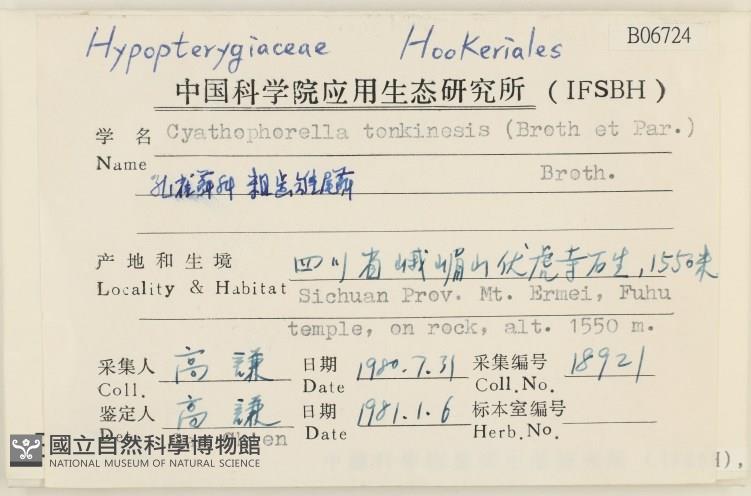 Hypopterygiaceae Hookeriales B06724
中国科学院应用生态研究所 (IFSBH)
学 名 Cyathophorella tonkinesis (Broth et Par.)
Name Broth.
孔雀藓科 粗齿雉尾藓
产地和生境 四川省峨嵋山伏虎寺石生,1550米
Locality & Habitat Sichuan Prov. Mt. Ermei, Fuhu
temple, on rock, alt. 1550 m.
采集人 高 謙 日期 1980.7.31 采集编号 18921
Coll. Date Coll.No.
鉴定人 高 謙 日期 1981.1.6 标本室编号
Date Herb.No.
國立自然科學博物館
NATIONAL MUSEUM OF NATURAL SCIENCE